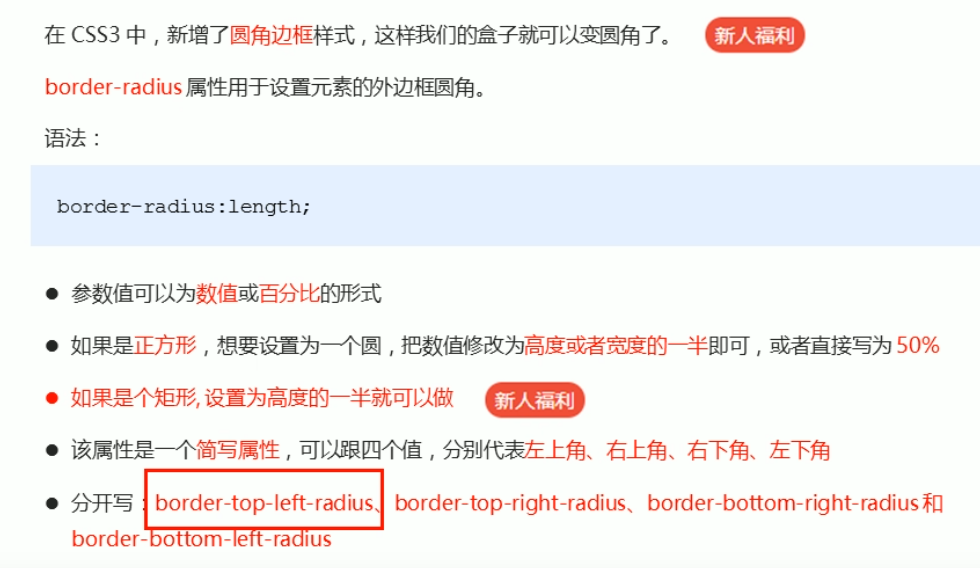 在 CSS3 中，新增了圆角边框样式，这样我们的盒子就可以变圆角了。 新人福利
border-radius 属性用于设置元素的外边框圆角。
语法：
border-radius:length;
● 参数值可以为数值或百分比的形式
● 如果是正方形，想要设置为一个圆，把数值修改为高度或者宽度的一半即可，或者直接写为 50%
● 如果是个矩形, 设置为高度的一半就可以做 新人福利
● 该属性是一个简写属性，可以跟四个值，分别代表左上角、右上角、右下角、左下角
● 分开写：border-top-left-radius、border-top-right-radius、border-bottom-right-radius 和
border-bottom-left-radius